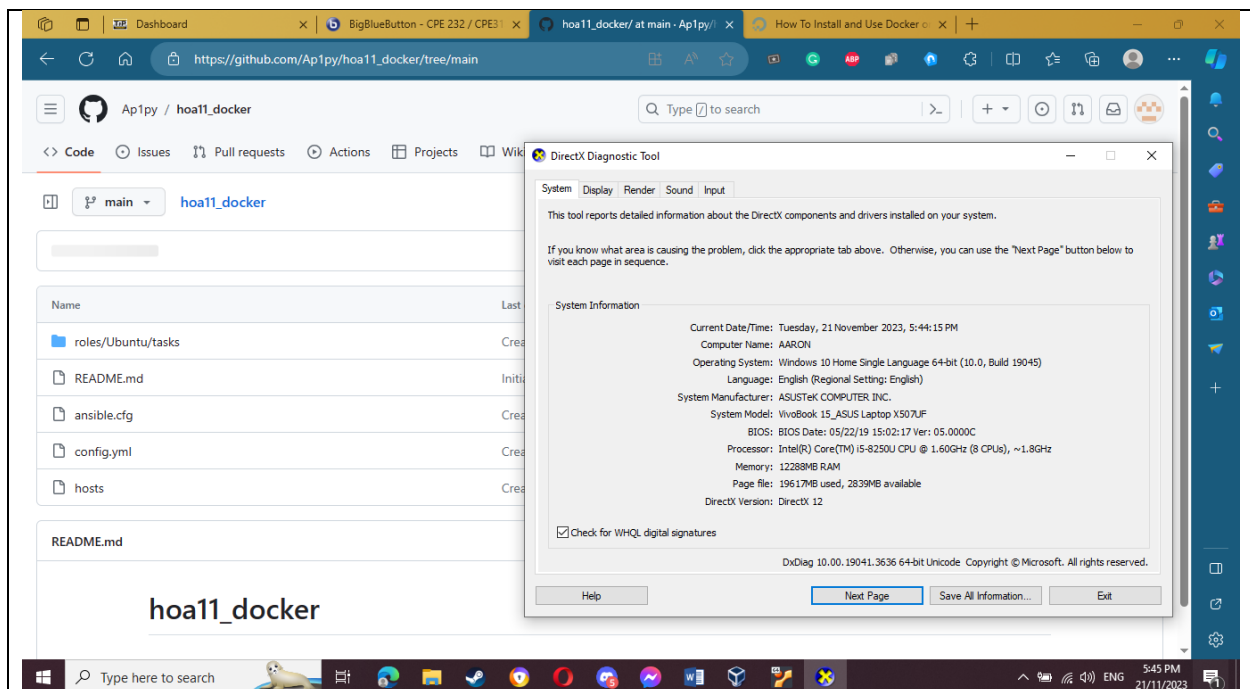 Dashboard
BigBlueButton - CPE 232 / CPE31
hoa11_docker/ at main · Ap1py/
How To Install and Use Docker o
https://github.com/Ap1py/hoa11_docker/tree/main
ABP
Ap1py / hoa11_docker
Type / to search
Code Issues Pull requests Actions Projects Wik
main hoa11_docker
Name Last
roles/Ubuntu/tasks Crea
README.md Initia
ansible.cfg Crea
config.yml Crea
hosts Crea
README.md
hoa11_docker
DirectX Diagnostic Tool
System Display Render Sound Input
This tool reports detailed information about the DirectX components and drivers installed on your system.
If you know what area is causing the problem, click the appropriate tab above. Otherwise, you can use the "Next Page" button below to
visit each page in sequence.
System Information
Current Date/Time: Tuesday, 21 November 2023, 5:44:15 PM
Computer Name: AARON
Operating System: Windows 10 Home Single Language 64-bit (10.0, Build 19045)
Language: English (Regional Setting: English)
System Manufacturer: ASUSTeK COMPUTER INC.
System Model: VivoBook 15_ASUS Laptop X507UF
BIOS: BIOS Date: 05/22/19 15:02:17 Ver: 05.0000C
Processor: Intel(R) Core(TM) i5-8250U CPU @ 1.60GHz (8 CPUs), ~1.8GHz
Memory: 12288MB RAM
Page file: 19617MB used, 2839MB available
DirectX Version: DirectX 12
Check for WHQL digital signatures
DxDiag 10.00.19041.3636 64-bit Unicode Copyright © Microsoft. All rights reserved.
Help Next Page Save All Information... Exit
Type here to search
5
ENG
5:45 PM
21/11/2023
1